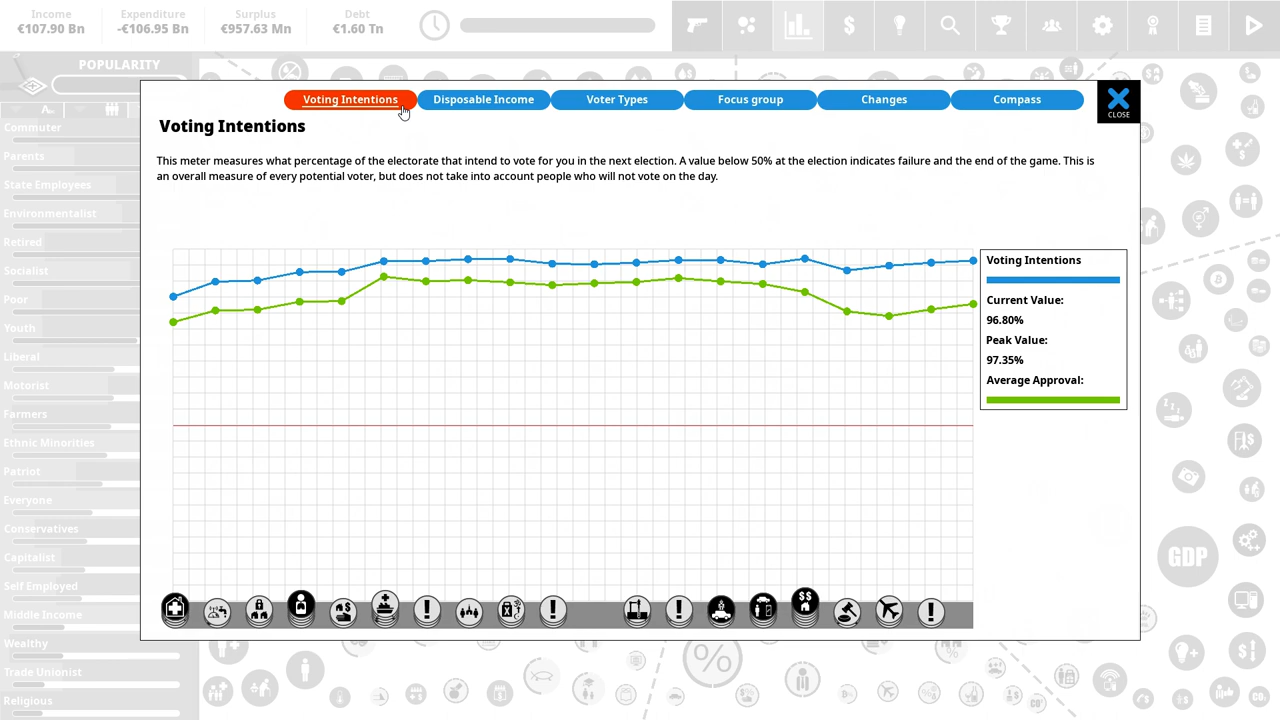 Income
Expenditure
Surplus
Debt
€107.90 Bn
-€106.95 Bn
€957.63 Mn
€1.60 Tn
POPULARITY
Voting Intentions
Disposable Income
Voter Types
Focus group
Changes
Compass
CLOSE
Voting Intentions
This meter measures what percentage of the electorate that intend to vote for you in the next election. A value below 50% at the election indicates failure and the end of the game. This is
an overall measure of every potential voter, but does not take into account people who will not vote on the day.
Voting Intentions
Current Value:
96.80%
Peak Value:
97.35%
Average Approval:
Commuter
Parents
State Employees
Environmentalist
Retired
Socialist
Poor
Youth
Liberal
Motorist
Farmers
Ethnic Minorities
Patriot
Everyone
Conservatives
Capitalist
Self Employed
Middle Income
Wealthy
Trade Unionist
Religious
GDP